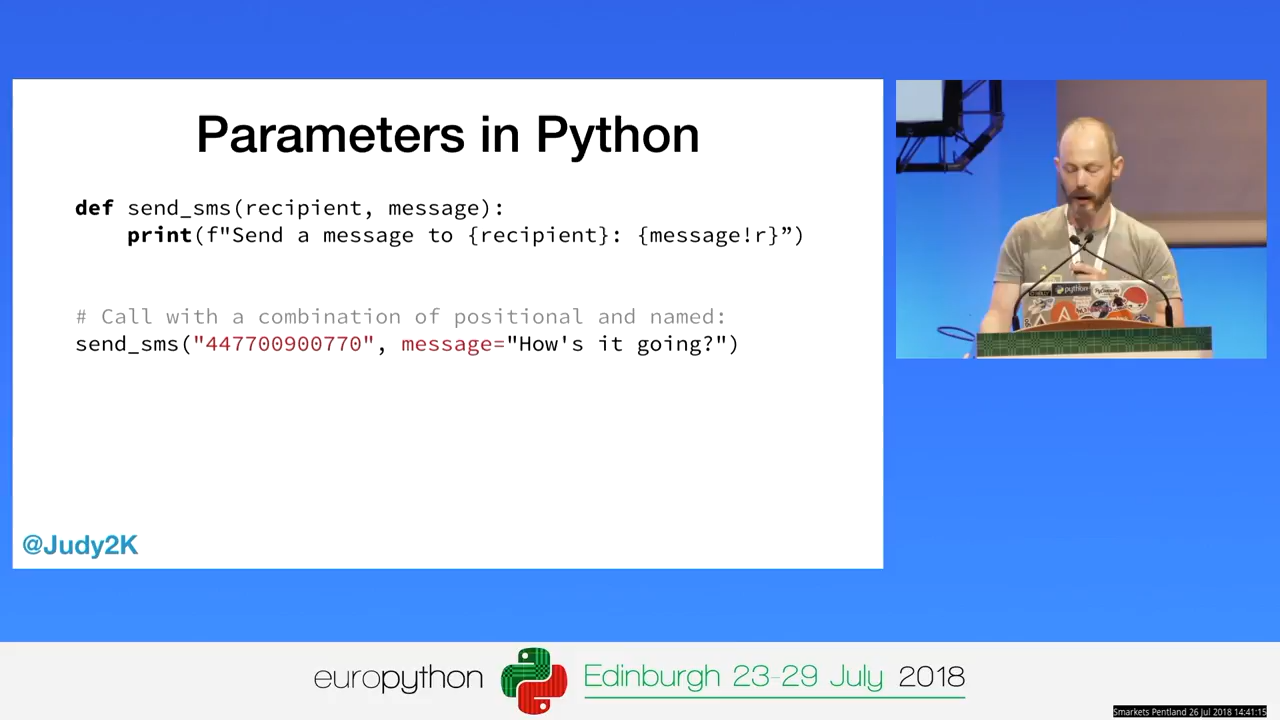 Parameters in Python
def send_sms(recipient, message):
print(f"Send a message to {recipient}: {message!r}”)
# Call with a combination of positional and named:
send_sms("447700900770", message="How's it going?")
@Judy2K
python
europython
Edinburgh 23-29 July 2018
Smarkets Pentland 26 Jul 2018 14:41:15